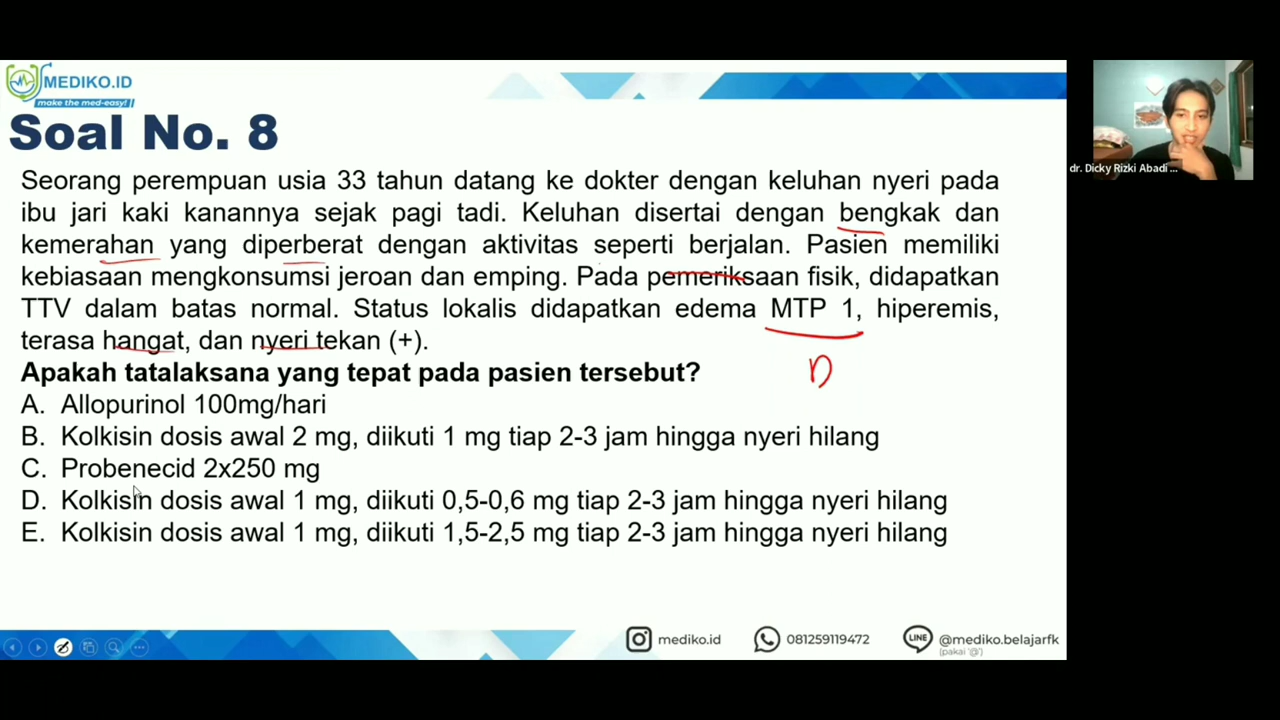 MEDIKO.ID
make the med-easy!
Soal No. 8
Seorang perempuan usia 33 tahun datang ke dokter dengan keluhan nyeri pada
ibu jari kaki kanannya sejak pagi tadi. Keluhan disertai dengan bengkak dan
kemerahan yang diperberat dengan aktivitas seperti berjalan. Pasien memiliki
kebiasaan mengkonsumsi jeroan dan emping. Pada pemeriksaan fisik, didapatkan
TTV dalam batas normal. Status lokalis didapatkan edema MTP 1, hiperemis,
terasa hangat, dan nyeri tekan (+).
Apakah tatalaksana yang tepat pada pasien tersebut?
D
A. Allopurinol 100mg/hari
B. Kolkisin dosis awal 2 mg, diikuti 1 mg tiap 2-3 jam hingga nyeri hilang
C. Probenecid 2x250 mg
D. Kolkisin dosis awal 1 mg, diikuti 0,5-0,6 mg tiap 2-3 jam hingga nyeri hilang
E. Kolkisin dosis awal 1 mg, diikuti 1,5-2,5 mg tiap 2-3 jam hingga nyeri hilang
mediko.id
081259119472
LINE
@mediko.belajarfk
(pakai '@')
dr. Dicky Rizki Abadi ...